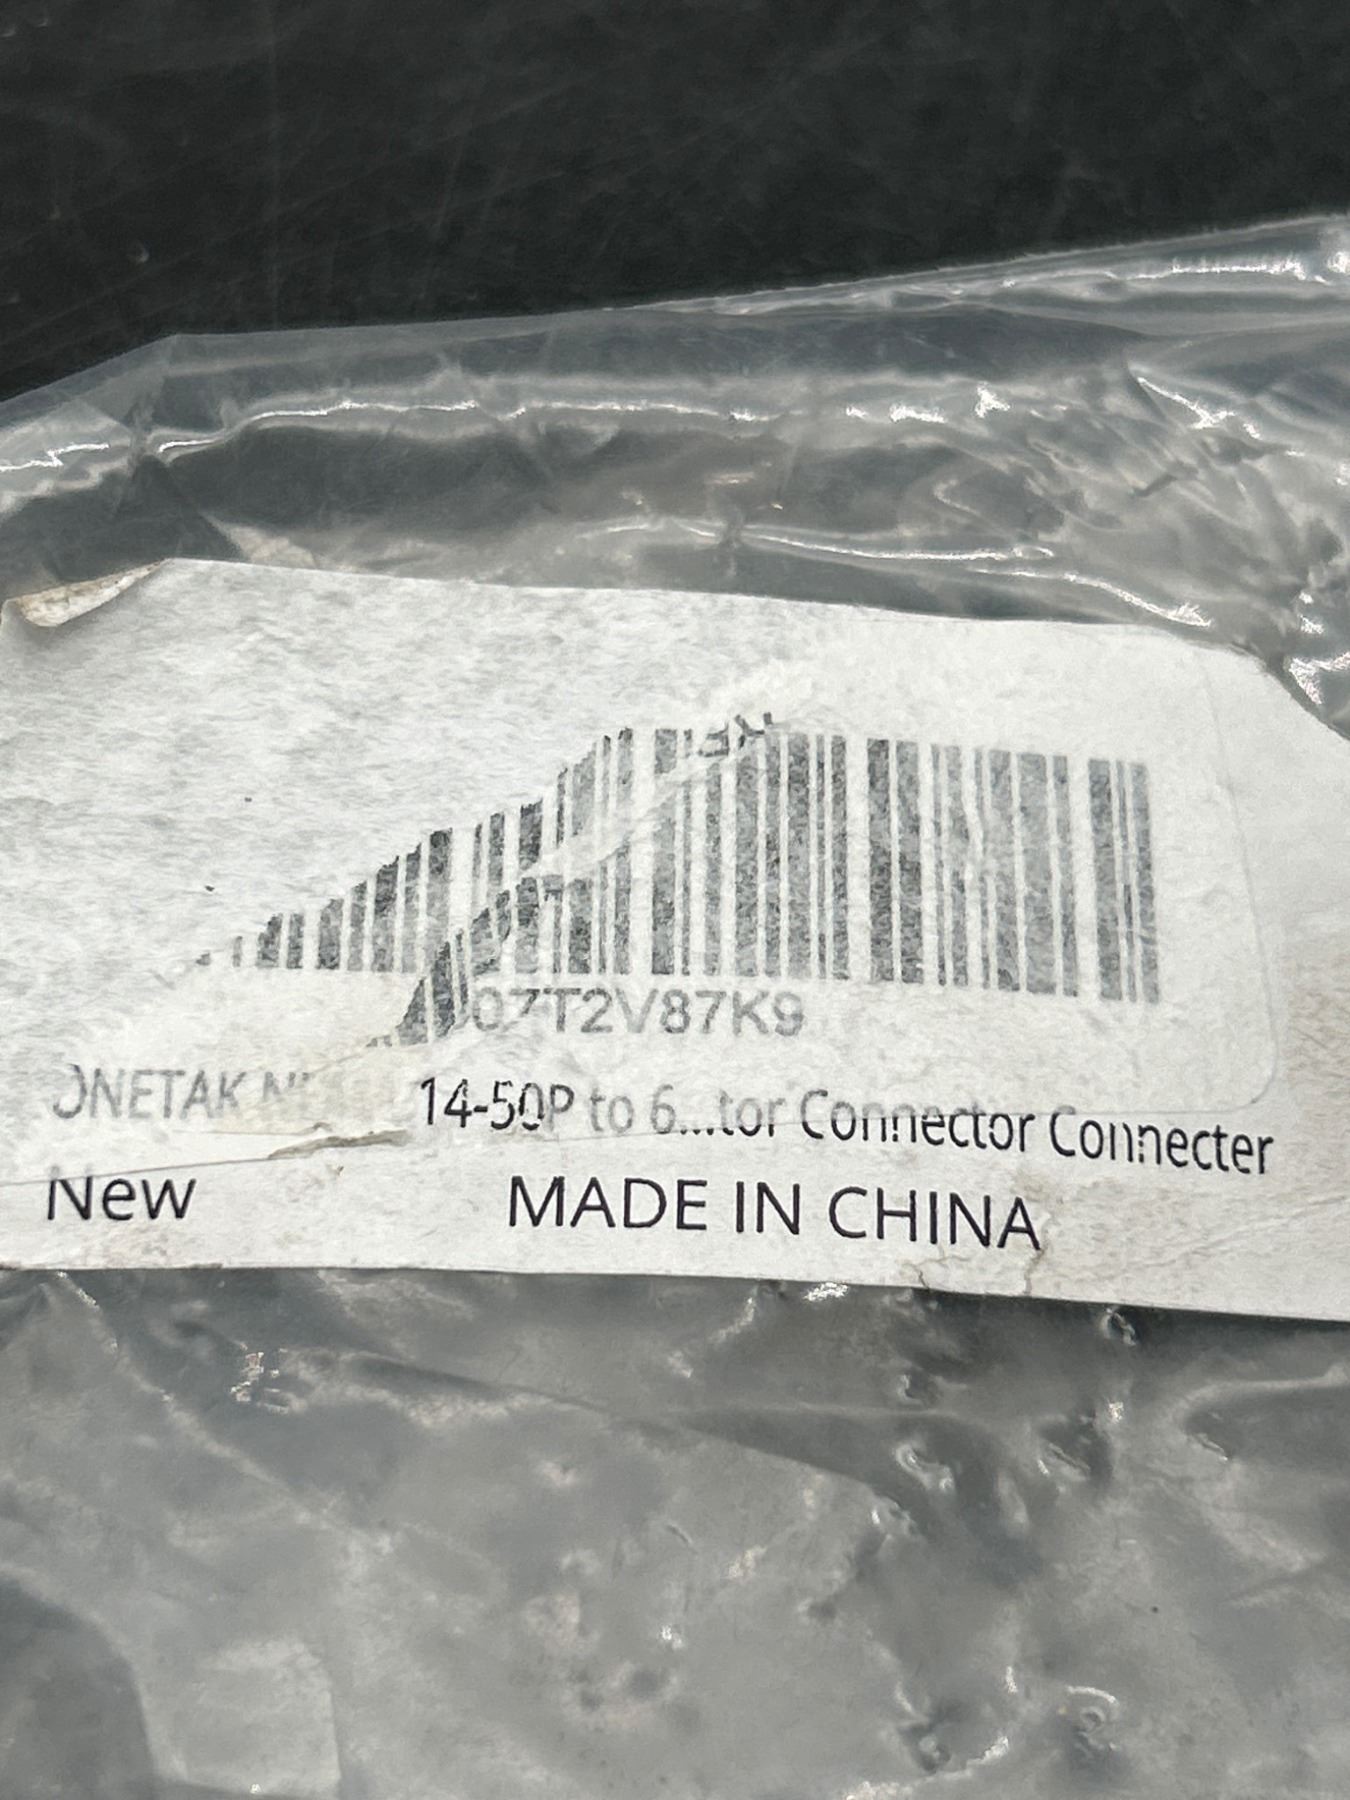 07T2V87K9
ONETAK 14-50P to 6...tor Connector Connecter
New MADE IN CHINA